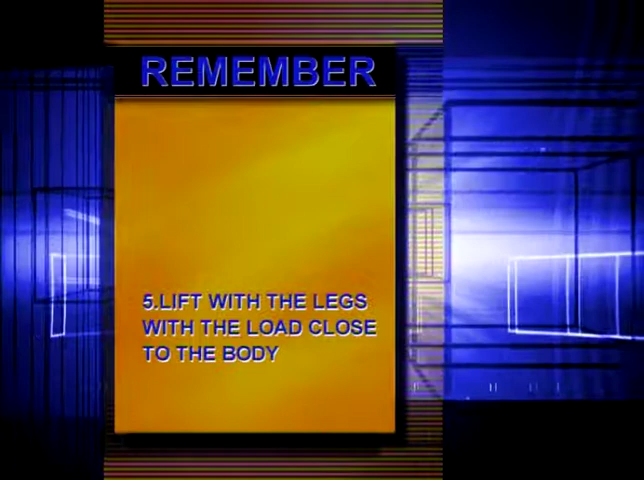 REMEMBER
5.LIFT WITH THE LEGS
WITH THE LOAD CLOSE
TO THE BODY